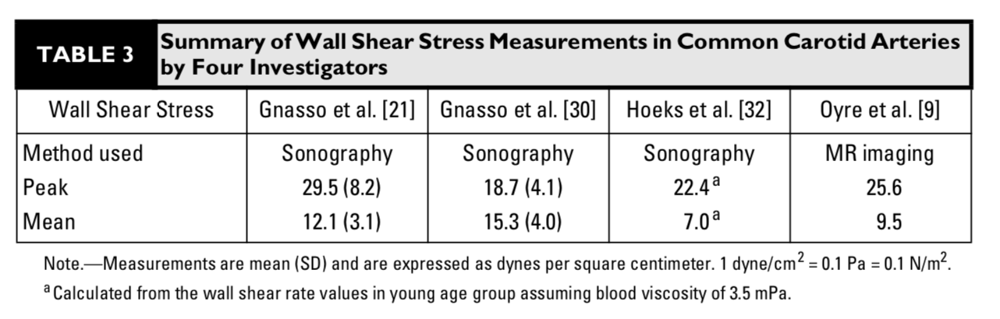 TABLE 3
Summary of Wall Shear Stress Measurements in Common Carotid Arteries
by Four Investigators
Wall Shear Stress Gnasso et al. [21] Gnasso et al. [30] Hoeks et al. [32] Oyre et al. [9]
Method used Sonography Sonography Sonography MR imaging
Peak 29.5 (8.2) 18.7 (4.1) 22.4ᵃ 25.6
Mean 12.1 (3.1) 15.3 (4.0) 7.0ᵃ 9.5
Note.—Measurements are mean (SD) and are expressed as dynes per square centimeter. 1 dyne/cm² = 0.1 Pa = 0.1 N/m².
ᵃ Calculated from the wall shear rate values in young age group assuming blood viscosity of 3.5 mPa.